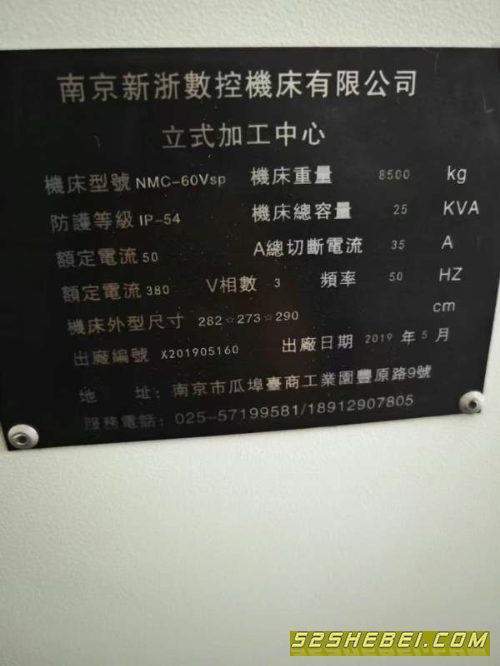 南京新浙數控機床有限公司
立式加工中心
機床型號 NMC-60Vsp 機床重量 8500 kg
防護等級 IP-54 機床總容量 25 KVA
額定電流 50 A總切斷電流 35 A
額定電流 380 V相數 3 頻率 50 HZ
機床外型尺寸 282☆273☆290 cm
出廠編號 X201905160 出廠日期 2019 年 5 月
地 址: 南京市瓜埠臺商工業園豐原路9號
服務電話: 025-57199581/18912907805
52SHEBEI.COM